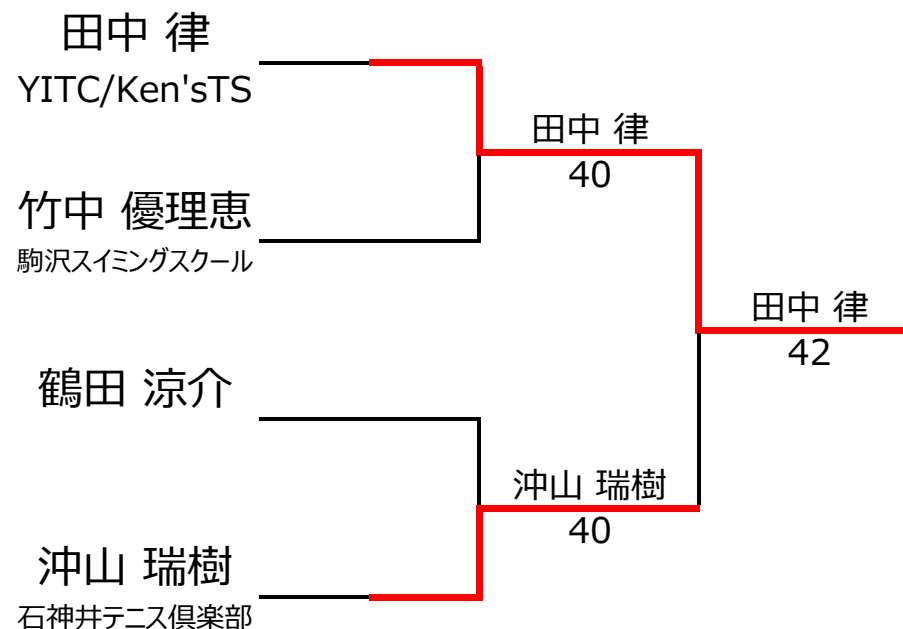 田中 律
YITC/Ken'sTS
竹中 優理恵
駒沢スイミングスクール
鶴田 涼介
沖山 瑞樹
石神井テニス倶楽部
田中 律
40
沖山 瑞樹
40
田中 律
42